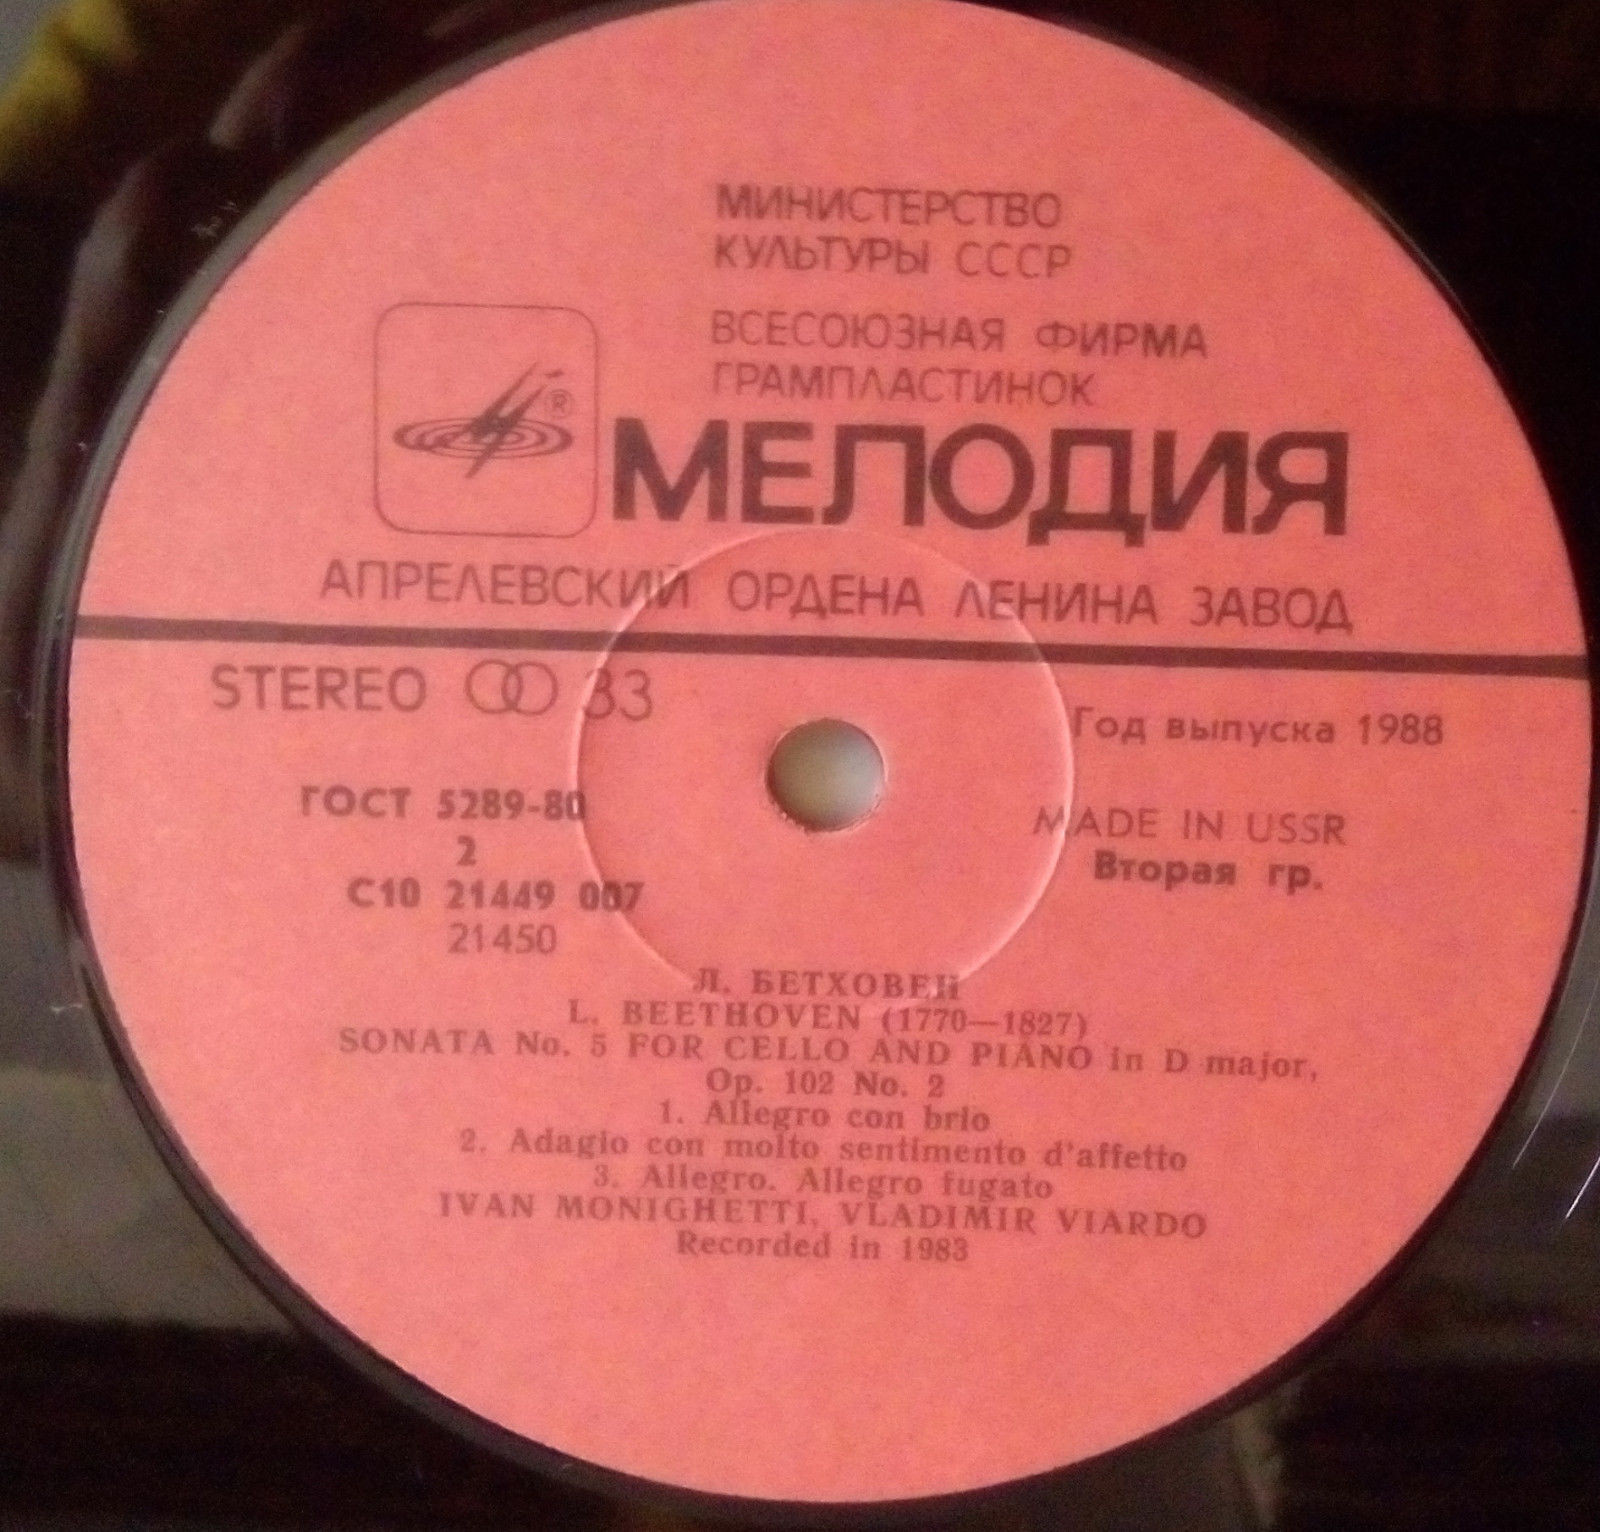 МИНИСТЕРСТВО
КУЛЬТУРЫ СССР
ВСЕСОЮЗНАЯ ФИРМА
ГРАМПЛАСТИНОК
®
МЕЛОДИЯ
АПРЕЛЕВСКИЙ ОРДЕНА ЛЕНИНА ЗАВОД
STEREO 33
Год выпуска 1988
ГОСТ 5289-80
MADE IN USSR
2
Вторая гр.
С10 21449 007
21450
Л. БЕТХОВЕН
L. BEETHOVEN (1770—1827)
SONATA No. 5 FOR CELLO AND PIANO in D major,
Op. 102 No. 2
1. Allegro con brio
2. Adagio con molto sentimento d'affetto
3. Allegro. Allegro fugato
IVAN MONIGHETTI, VLADIMIR VIARDO
Recorded in 1983